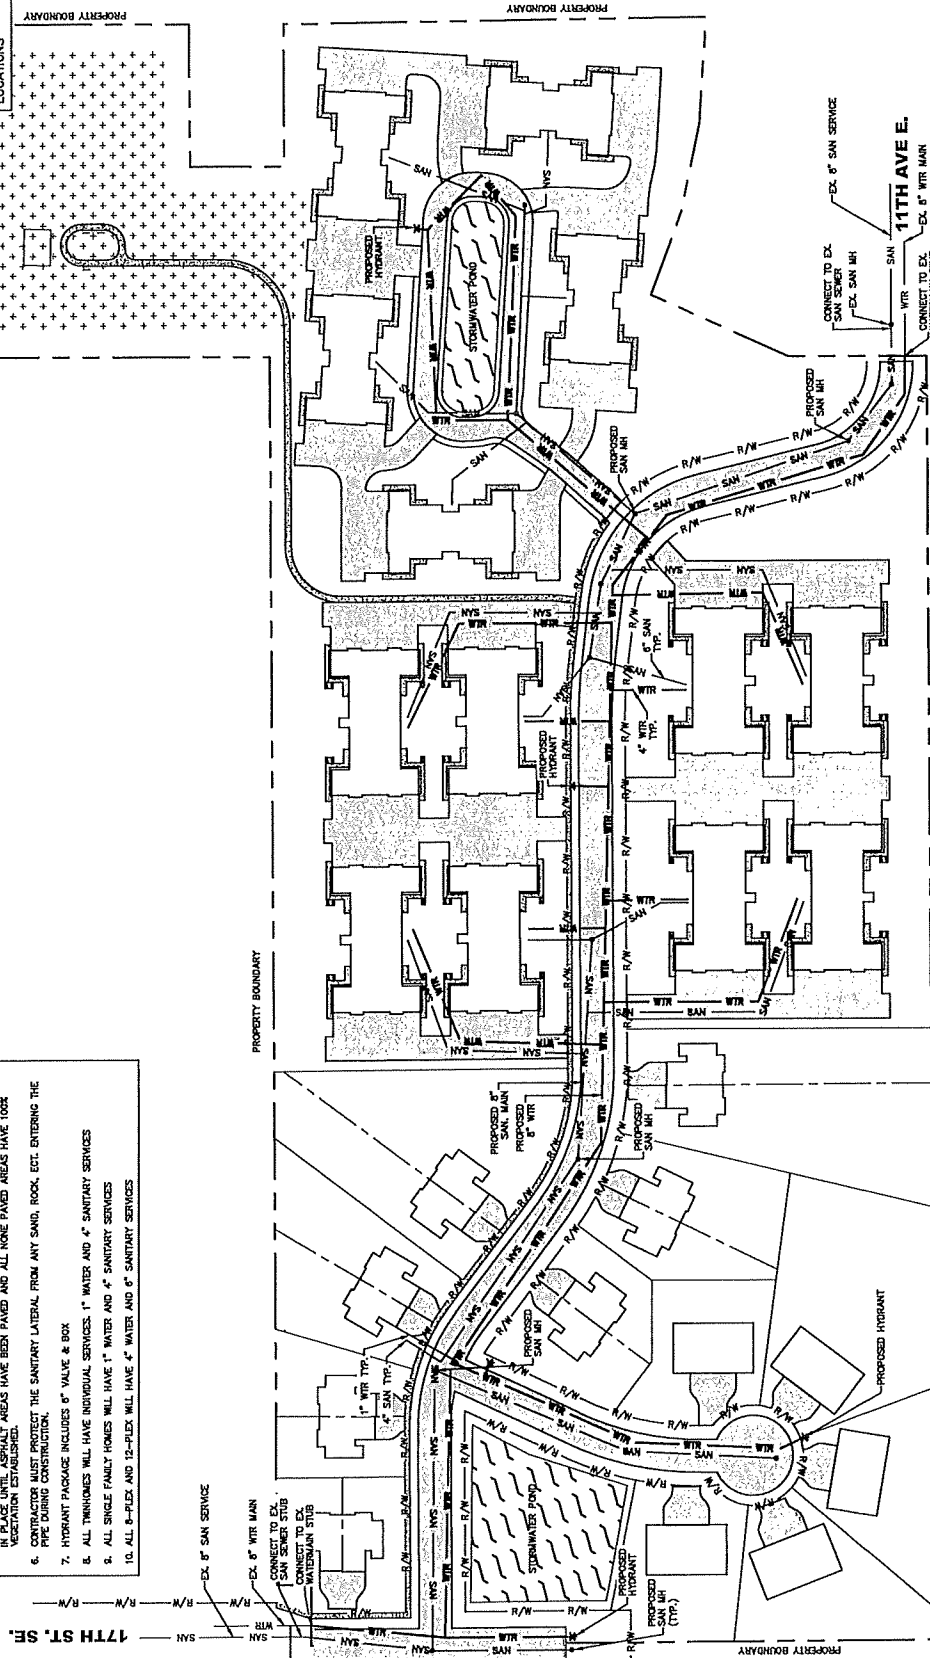 LOCATIONS
IN PLACE UNTIL ASPHALT AREAS HAVE BEEN PAVED AND ALL NONE PAVED AREAS HAVE 100%
VEGETATION ESTABLISHED.
6. CONTRACTOR MUST PROTECT THE SANITARY LATERAL FROM ANY SAND, ROCK, ECT. ENTERING THE
PIPE DURING CONSTRUCTION.
7. HYDRANT PACKAGE INCLUDES 6" VALVE & BOX
8. ALL TWINHOMES WILL HAVE INDIVIDUAL SERVICES. 1" WATER AND 4" SANITARY SERVICES
9. ALL SINGLE FAMILY HOMES WILL HAVE 1" WATER AND 4" SANITARY SERVICES
10. ALL 8-PLEX AND 12-PLEX WILL HAVE 4" WATER AND 6" SANITARY SERVICES
17TH ST. SE.
R/W
R/W
R/W
R/W
SAN
SAN
WTR
EX. 8" SAN SERVICE
EX. 8" WTR MAIN
CONNECT TO EX.
SAN SEWER STUB
CONNECT TO EX
WATERMAIN STUB
PROPERTY BOUNDARY
PROPERTY BOUNDARY
PROPERTY BOUNDARY
PROPERTY BOUNDARY
1" WTR TYP.
4" SAN TYP.
STORMWATER POND
PROPOSED
HYDRANT
PROPOSED
SAN MH
(TYP.)
PROPOSED
SAN MH
PROPOSED HYDRANT
PROPOSED 8"
SAN. MAIN
PROPOSED
8" WTR
PROPOSED
SAN MH
PROPOSED
HYDRANT
4" WTR
TYP.
6" SAN
TYP.
PROPOSED
SAN MH
PROPOSED
HYDRANT
STORMWATER POND
PROPOSED
SAN MH
CONNECT TO EX
SAN SEWER
EX. SAN MH
EX. 8" SAN SERVICE
SAN
11TH AVE E.
WTR
EX. 8" WTR MAIN
CONNECT TO EX.